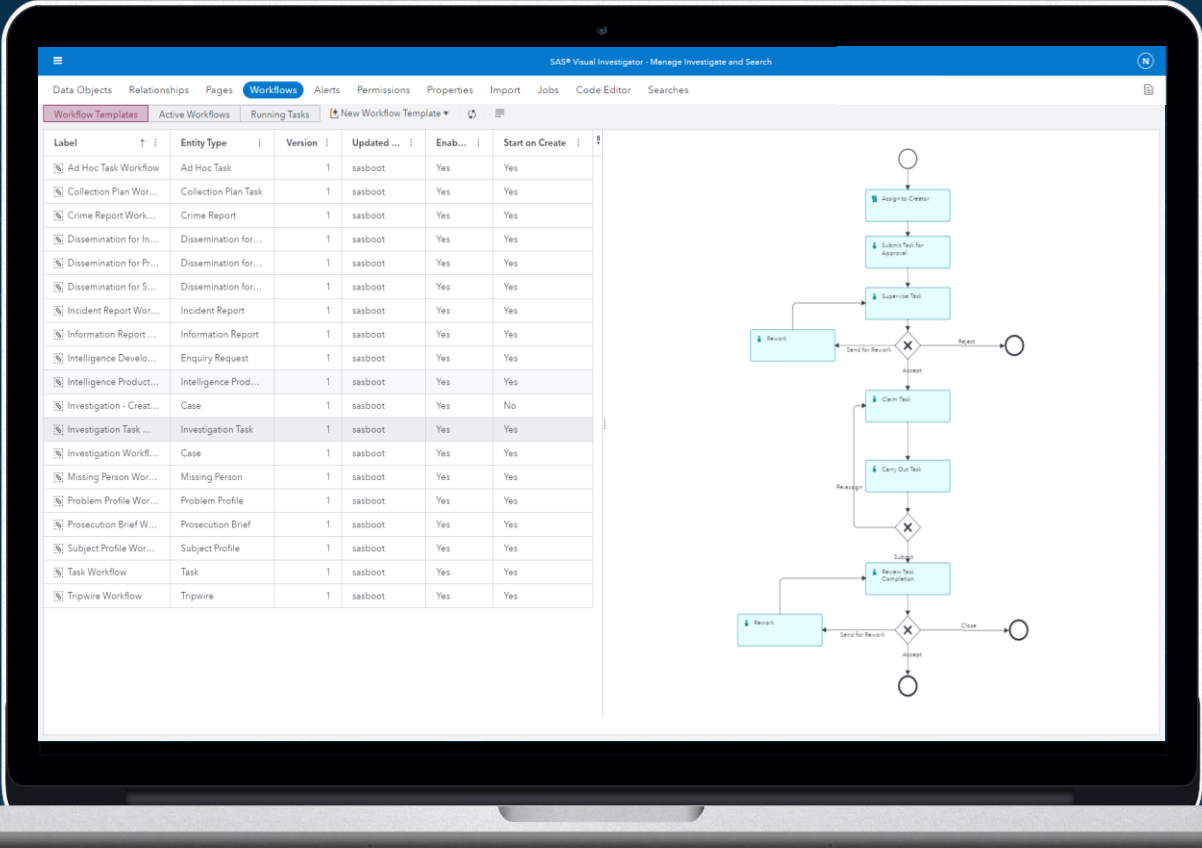 SAS® Visual Investigator - Manage Investigate and Search
N
Data Objects Relationships Pages Workflows Alerts Permissions Properties Import Jobs Code Editor Searches
Workflow Templates Active Workflows Running Tasks New Workflow Template
Label Entity Type Version Updated ... Enab... Start on Create
Ad Hoc Task Workflow Ad Hoc Task 1 sasboot Yes Yes
Collection Plan Wor... Collection Plan Task 1 sasboot Yes Yes
Crime Report Work... Crime Report 1 sasboot Yes Yes
Dissemination for In... Dissemination for... 1 sasboot Yes Yes
Dissemination for Pr... Dissemination for... 1 sasboot Yes Yes
Dissemination for S... Dissemination for... 1 sasboot Yes Yes
Incident Report Wor... Incident Report 1 sasboot Yes Yes
Information Report ... Information Report 1 sasboot Yes Yes
Intelligence Develo... Enquiry Request 1 sasboot Yes Yes
Intelligence Product... Intelligence Prod... 1 sasboot Yes Yes
Investigation - Creat... Case 1 sasboot Yes No
Investigation Task ... Investigation Task 1 sasboot Yes Yes
Investigation Workfl... Case 1 sasboot Yes Yes
Missing Person Wor... Missing Person 1 sasboot Yes Yes
Problem Profile Wor... Problem Profile 1 sasboot Yes Yes
Prosecution Brief W... Prosecution Brief 1 sasboot Yes Yes
Subject Profile Wor... Subject Profile 1 sasboot Yes Yes
Task Workflow Task 1 sasboot Yes Yes
Tripwire Workflow Tripwire 1 sasboot Yes Yes
Assign to Creator
Submit Task for
Approval
Supervise Task
Rework
Send for Rework
Reject
Accept
Claim Task
Carry Out Task
Re-assign
Submit
Review Task
Completion
Rework
Send for Rework
Close
Accept